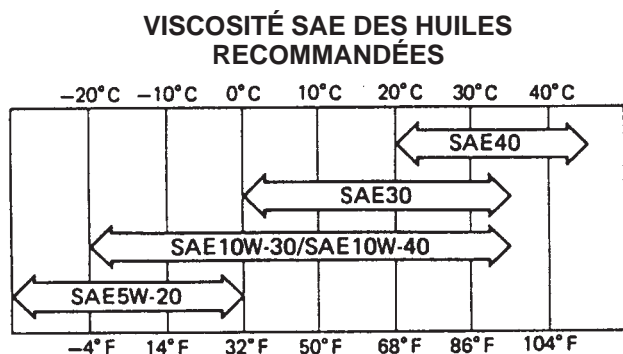 VISCOSITÉ SAE DES HUILES
RECOMMANDÉES
–20°C –10°C 0°C 10°C 20°C 30°C 40°C
SAE40
SAE30
SAE10W-30/SAE10W-40
SAE5W-20
–4°F 14°F 32°F 50°F 68°F 86°F 104°F